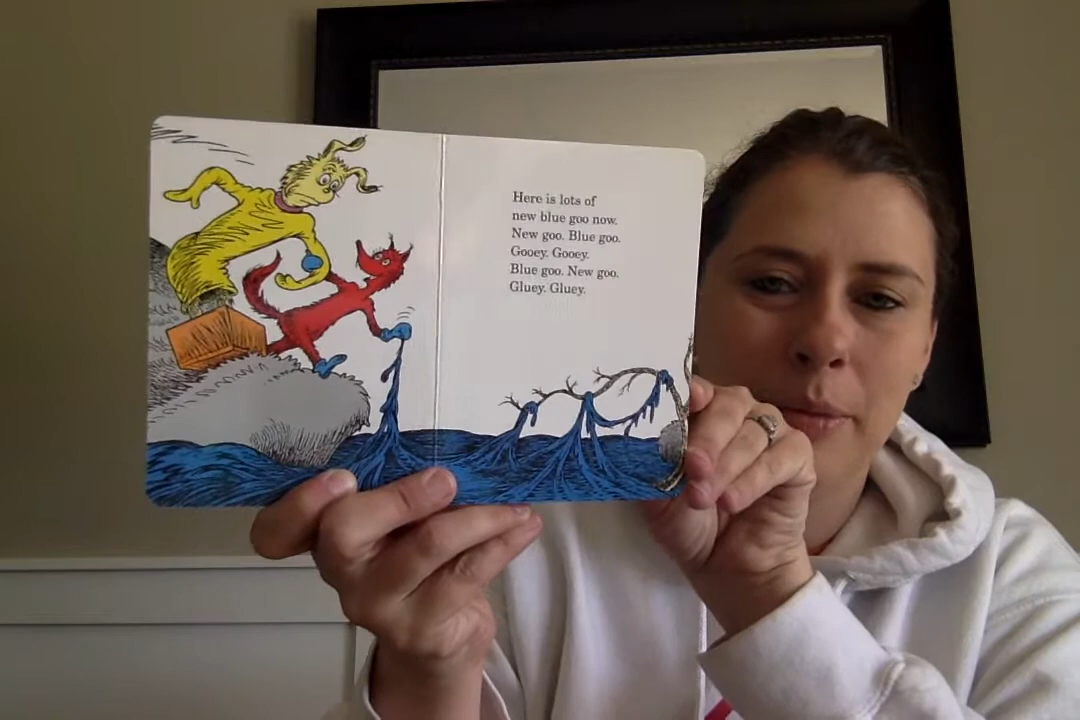 Here is lots of
new blue goo now.
New goo. Blue goo.
Gooey. Gooey.
Blue goo. New goo.
Gluey. Gluey.